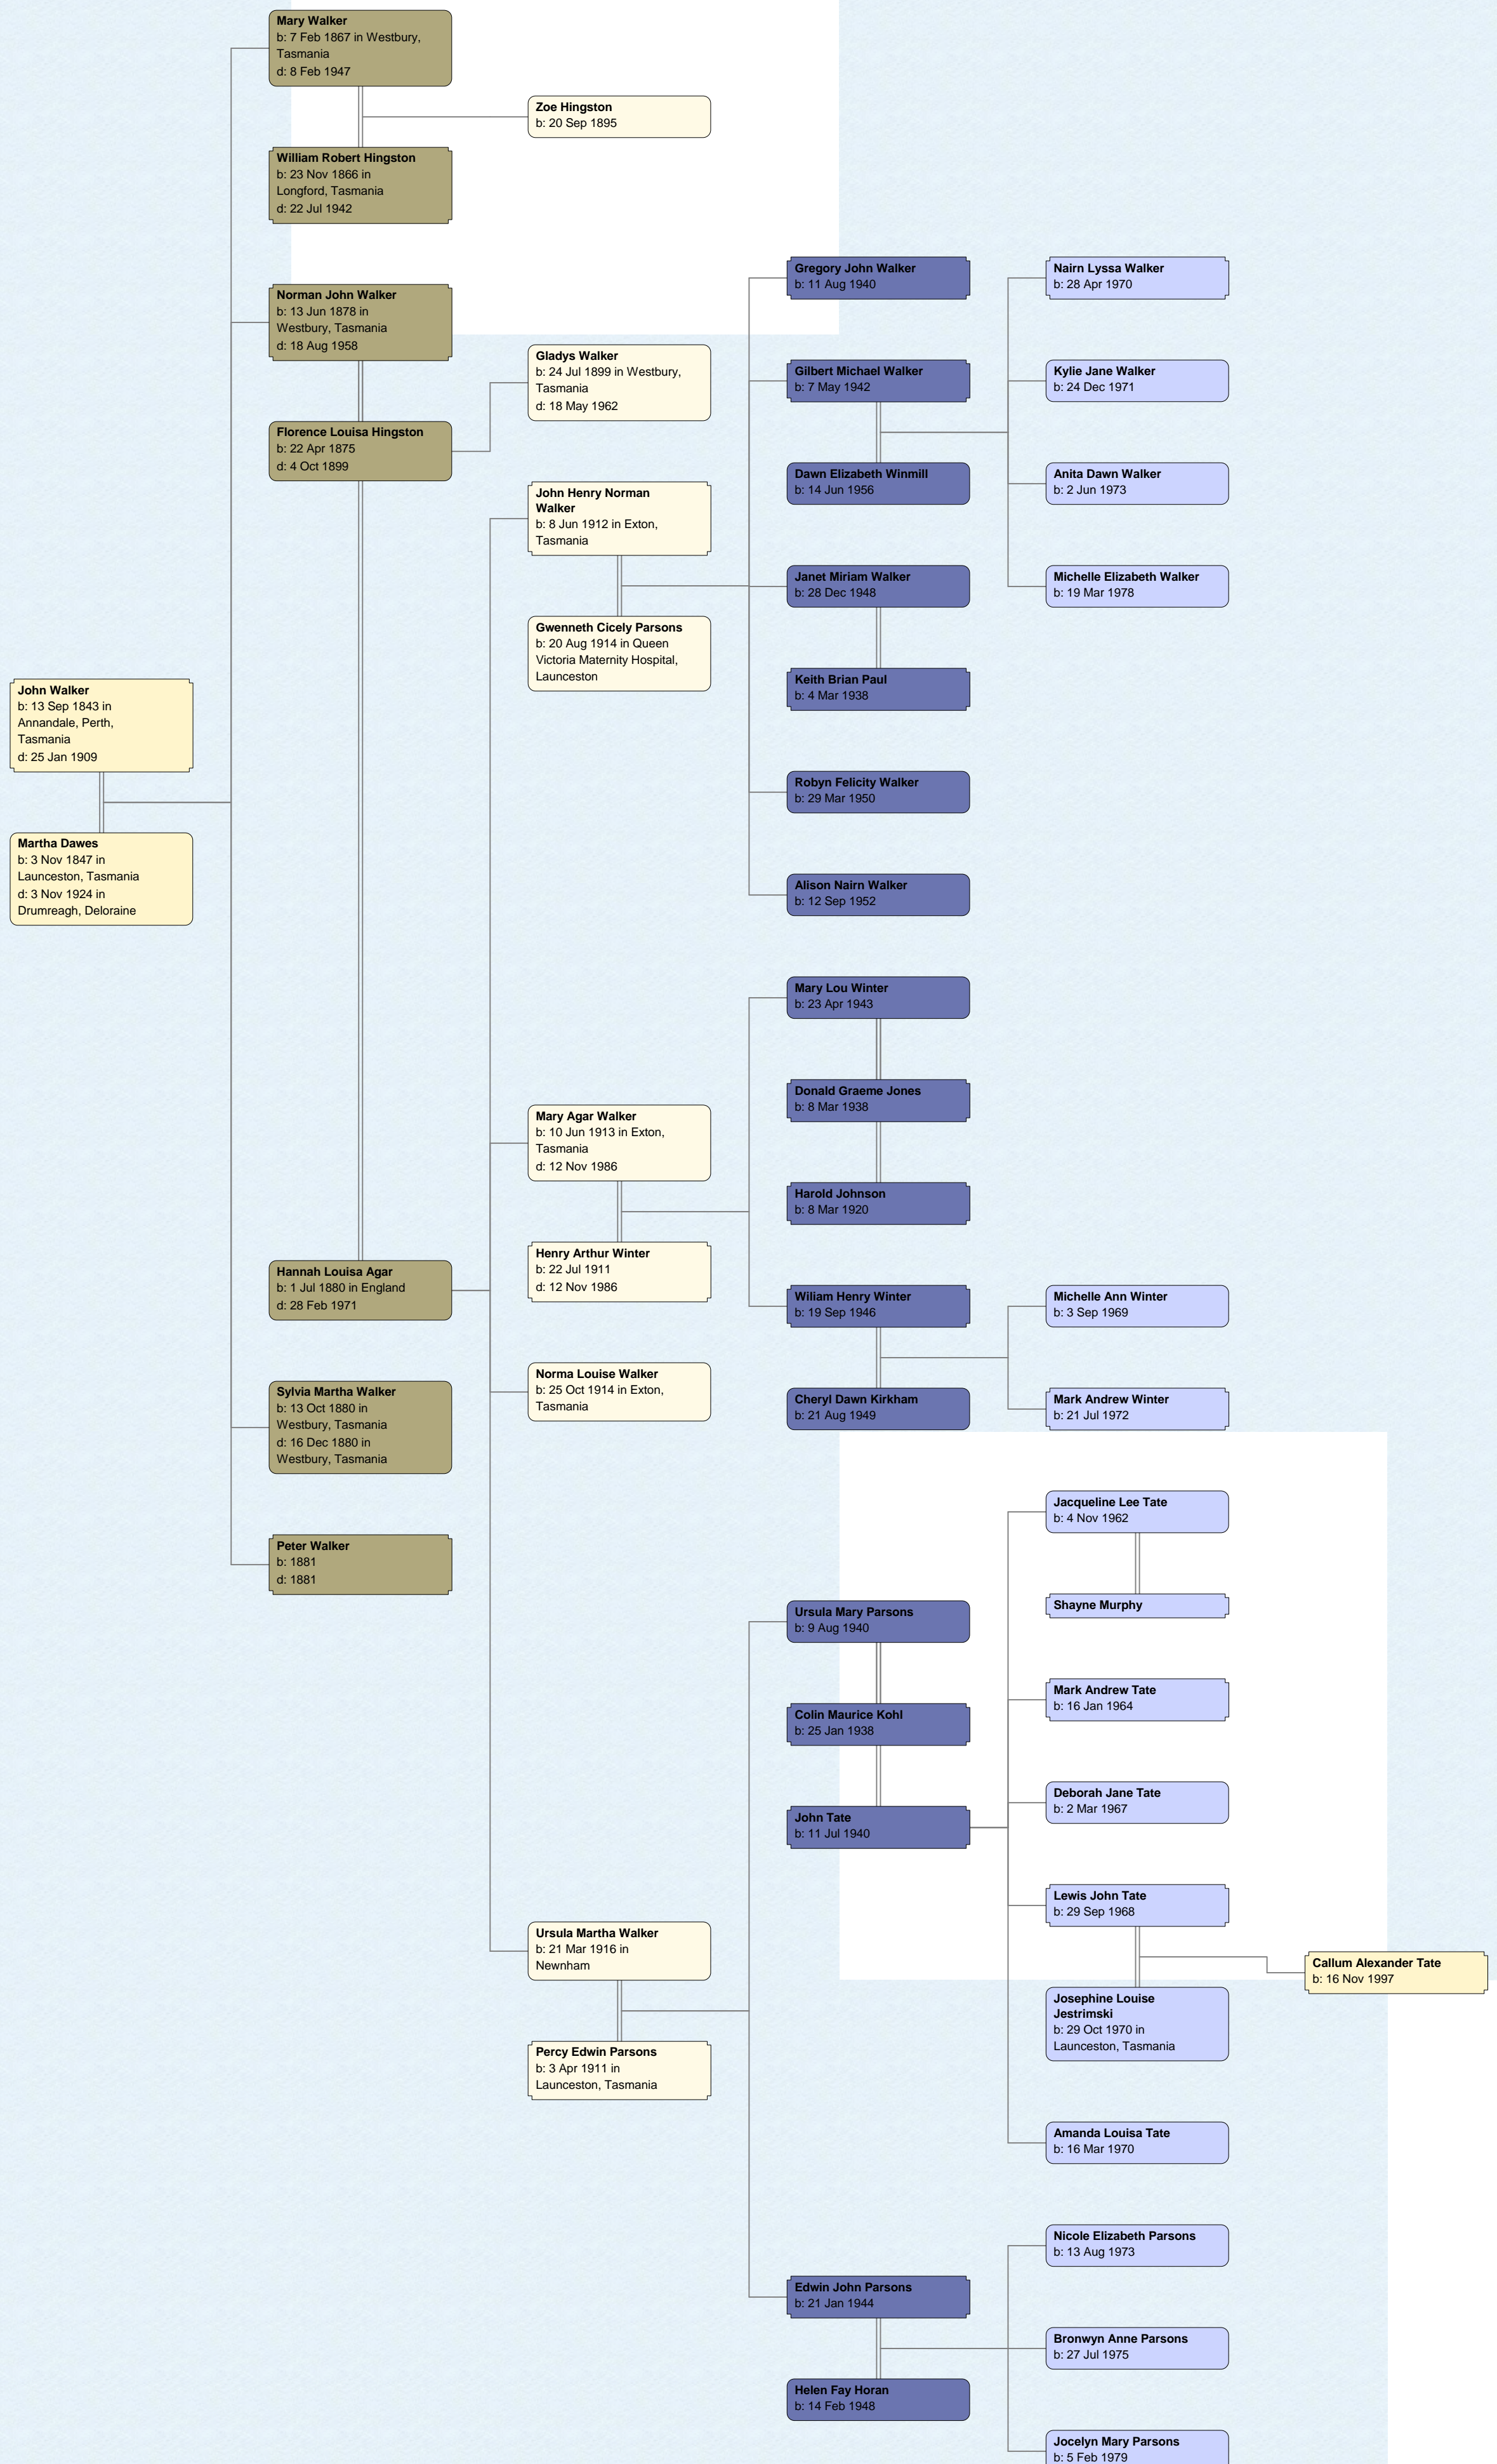 Mary Walker
b: 7 Feb 1867 in Westbury,
Tasmania
d: 8 Feb 1947
Zoe Hingston
b: 20 Sep 1895
William Robert Hingston
b: 23 Nov 1866 in
Longford, Tasmania
d: 22 Jul 1942
Gregory John Walker
b: 11 Aug 1940
Nairn Lyssa Walker
b: 28 Apr 1970
Norman John Walker
b: 13 Jun 1878 in
Westbury, Tasmania
d: 18 Aug 1958
Gladys Walker
b: 24 Jul 1899 in Westbury,
Tasmania
d: 18 May 1962
Gilbert Michael Walker
b: 7 May 1942
Kylie Jane Walker
b: 24 Dec 1971
Florence Louisa Hingston
b: 22 Apr 1875
d: 4 Oct 1899
Dawn Elizabeth Winmill
b: 14 Jun 1956
Anita Dawn Walker
b: 2 Jun 1973
John Henry Norman
Walker
b: 8 Jun 1912 in Exton,
Tasmania
Janet Miriam Walker
b: 28 Dec 1948
Michelle Elizabeth Walker
b: 19 Mar 1978
Gwenneth Cicely Parsons
b: 20 Aug 1914 in Queen
Victoria Maternity Hospital,
Launceston
Keith Brian Paul
b: 4 Mar 1938
John Walker
b: 13 Sep 1843 in
Annandale, Perth,
Tasmania
d: 25 Jan 1909
Robyn Felicity Walker
b: 29 Mar 1950
Martha Dawes
b: 3 Nov 1847 in
Launceston, Tasmania
d: 3 Nov 1924 in
Drumreagh, Deloraine
Alison Nairn Walker
b: 12 Sep 1952
Mary Lou Winter
b: 23 Apr 1943
Donald Graeme Jones
b: 8 Mar 1938
Mary Agar Walker
b: 10 Jun 1913 in Exton,
Tasmania
d: 12 Nov 1986
Harold Johnson
b: 8 Mar 1920
Henry Arthur Winter
b: 22 Jul 1911
d: 12 Nov 1986
Hannah Louisa Agar
b: 1 Jul 1880 in England
d: 28 Feb 1971
Wiliam Henry Winter
b: 19 Sep 1946
Michelle Ann Winter
b: 3 Sep 1969
Norma Louise Walker
b: 25 Oct 1914 in Exton,
Tasmania
Sylvia Martha Walker
b: 13 Oct 1880 in
Westbury, Tasmania
d: 16 Dec 1880 in
Westbury, Tasmania
Cheryl Dawn Kirkham
b: 21 Aug 1949
Mark Andrew Winter
b: 21 Jul 1972
Jacqueline Lee Tate
b: 4 Nov 1962
Peter Walker
b: 1881
d: 1881
Shayne Murphy
Ursula Mary Parsons
b: 9 Aug 1940
Mark Andrew Tate
b: 16 Jan 1964
Colin Maurice Kohl
b: 25 Jan 1938
Deborah Jane Tate
b: 2 Mar 1967
John Tate
b: 11 Jul 1940
Lewis John Tate
b: 29 Sep 1968
Ursula Martha Walker
b: 21 Mar 1916 in
Newnham
Callum Alexander Tate
b: 16 Nov 1997
Josephine Louise
Jestrimski
b: 29 Oct 1970 in
Launceston, Tasmania
Percy Edwin Parsons
b: 3 Apr 1911 in
Launceston, Tasmania
Amanda Louisa Tate
b: 16 Mar 1970
Nicole Elizabeth Parsons
b: 13 Aug 1973
Edwin John Parsons
b: 21 Jan 1944
Bronwyn Anne Parsons
b: 27 Jul 1975
Helen Fay Horan
b: 14 Feb 1948
Jocelyn Mary Parsons
b: 5 Feb 1979